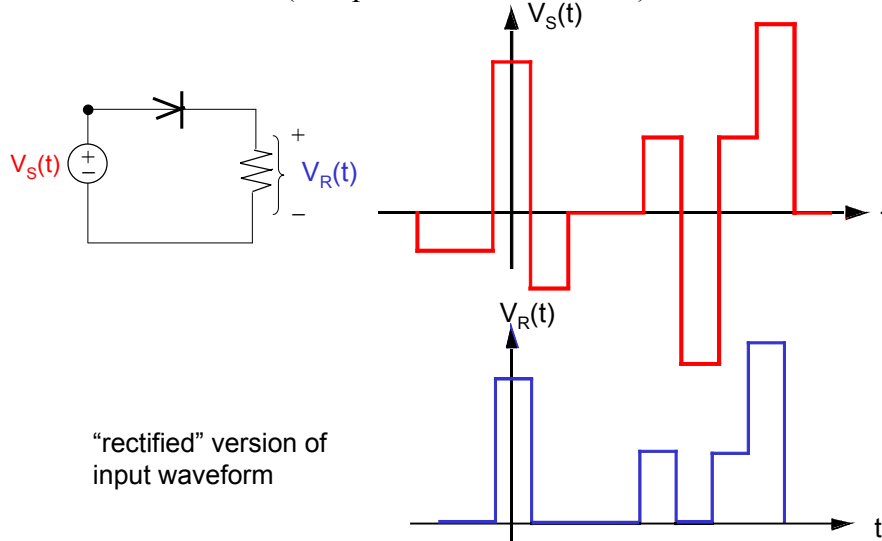 V_S(t)
+
V_S(t)
+
−
V_R(t)
−
V_R(t)
"rectified" version of
input waveform
t